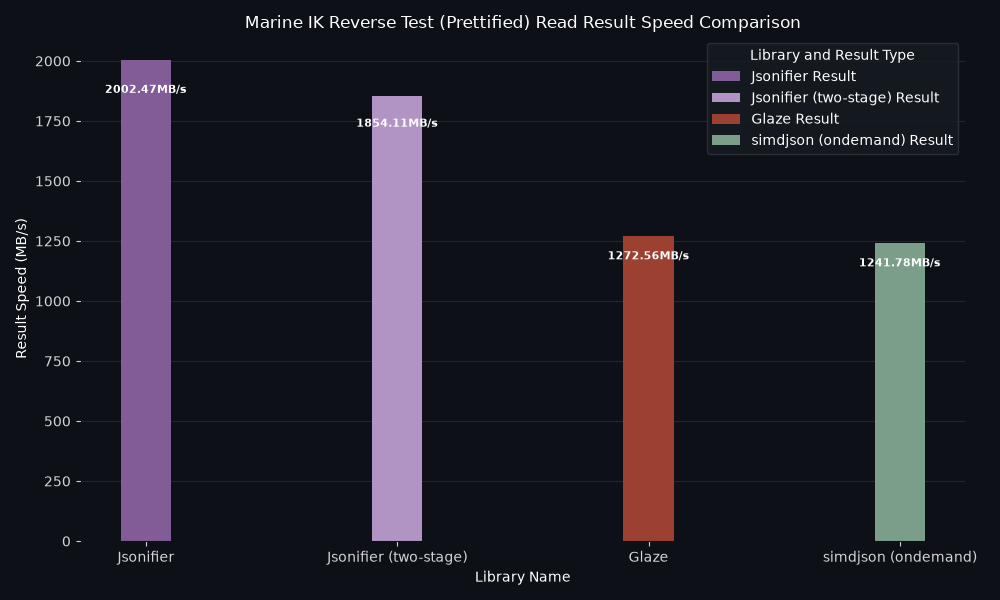 Marine IK Reverse Test (Prettified) Read Result Speed Comparison
Library and Result Type
Jsonifier Result
Jsonifier (two-stage) Result
Glaze Result
simdjson (ondemand) Result
2002.47MB/s
1854.11MB/s
1272.56MB/s
1241.78MB/s
Result Speed (MB/s)
2000
1750
1500
1250
1000
750
500
250
0
Jsonifier
Jsonifier (two-stage)
Glaze
simdjson (ondemand)
Library Name